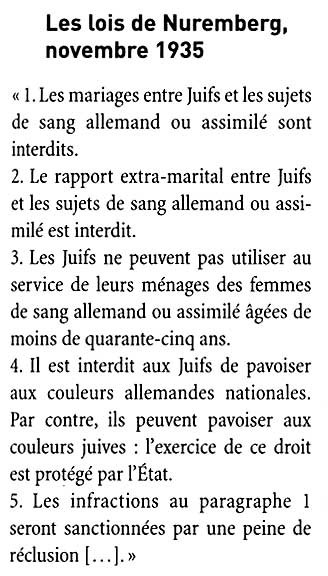 Les lois de Nuremberg,
novembre 1935
« 1. Les mariages entre Juifs et les sujets
de sang allemand ou assimilé sont
interdits.
2. Le rapport extra-marital entre Juifs
et les sujets de sang allemand ou assi-
milé est interdit.
3. Les Juifs ne peuvent pas utiliser au
service de leurs ménages des femmes
de sang allemand ou assimilé âgées de
moins de quarante-cinq ans.
4. Il est interdit aux Juifs de pavoiser
aux couleurs allemandes nationales.
Par contre, ils peuvent pavoiser aux
couleurs juives : l’exercice de ce droit
est protégé par l’État.
5. Les infractions au paragraphe 1
seront sanctionnées par une peine de
réclusion […]. »